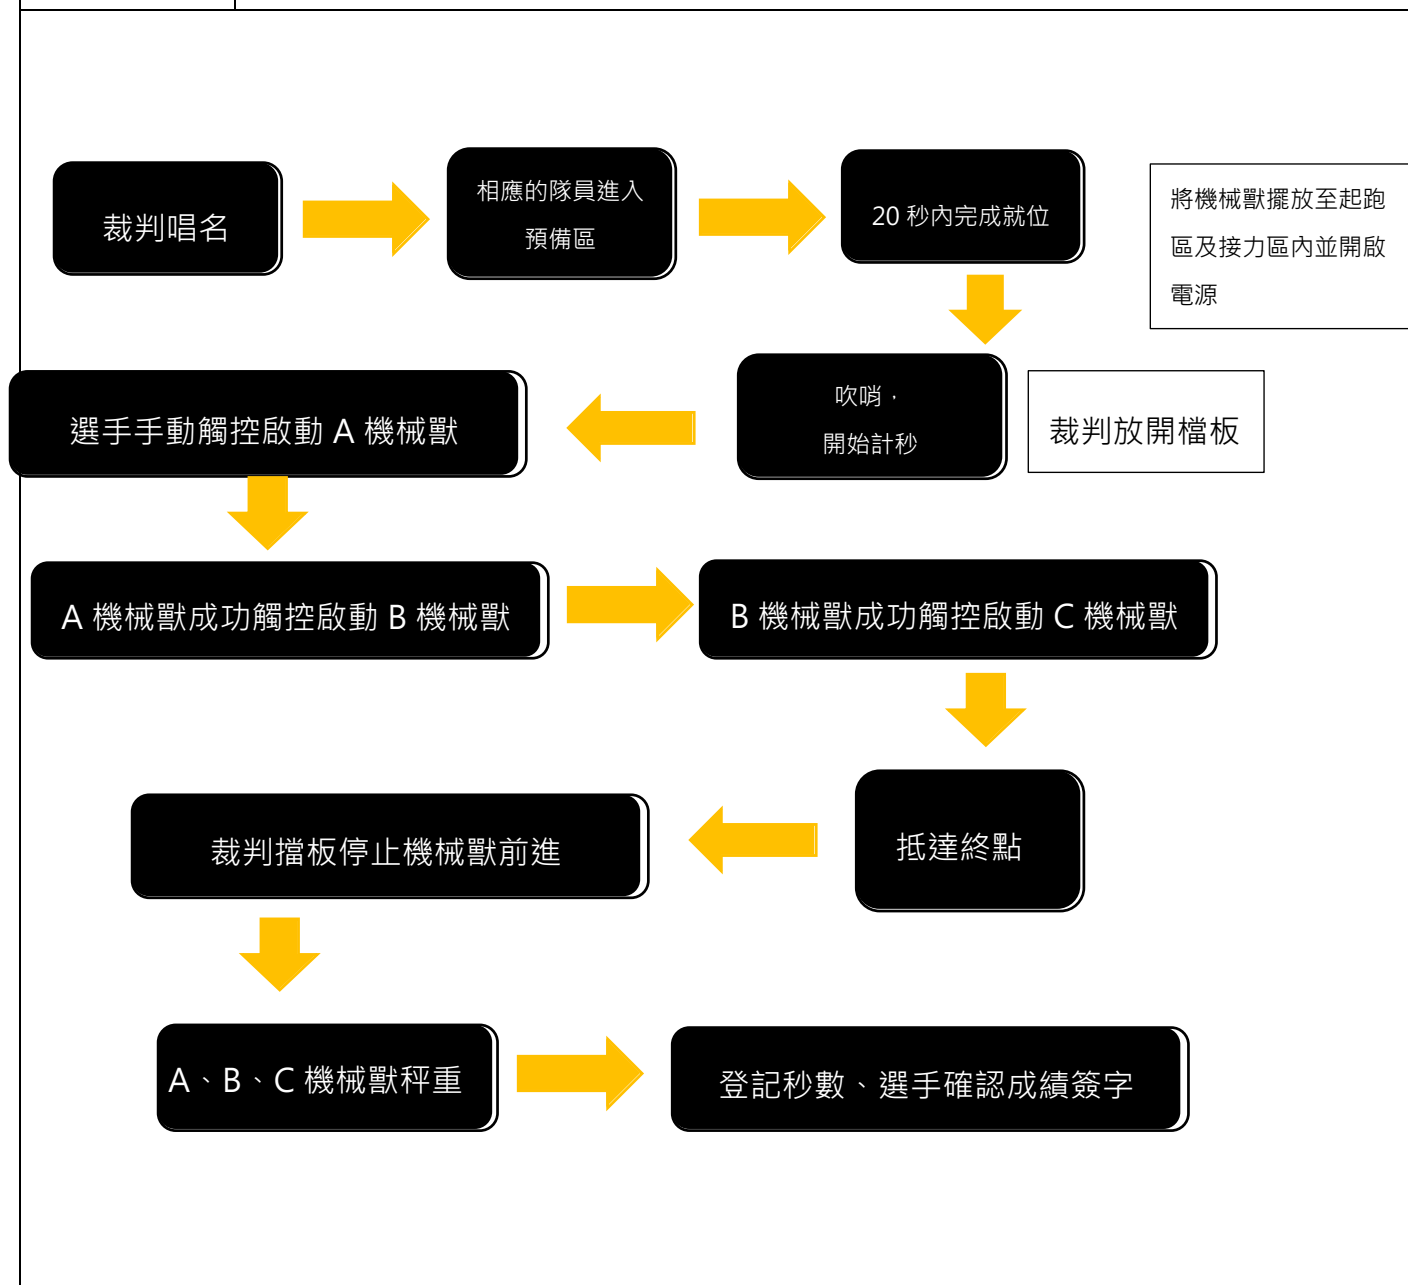 裁判唱名
相應的隊員進入
預備區
20 秒內完成就位
將機械獸擺放至起跑
區及接力區內並開啟
電源
吹哨，
開始計秒
裁判放開檔板
選手手動觸控啟動 A 機械獸
A 機械獸成功觸控啟動 B 機械獸
B 機械獸成功觸控啟動 C 機械獸
抵達終點
裁判擋板停止機械獸前進
A、B、C 機械獸秤重
登記秒數、選手確認成績簽字